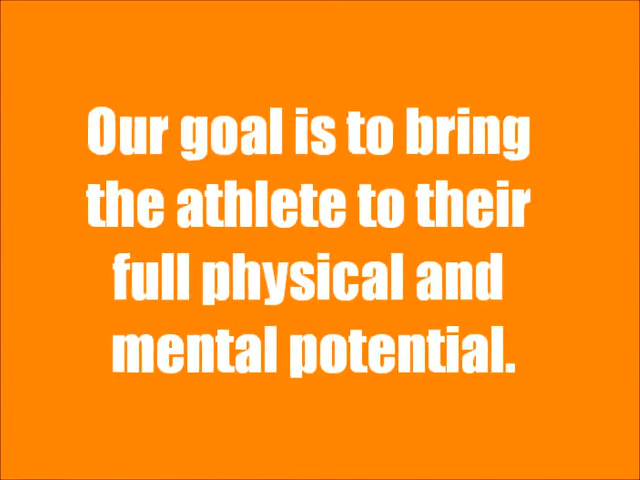 Our goal is to bring
the athlete to their
full physical and
mental potential.